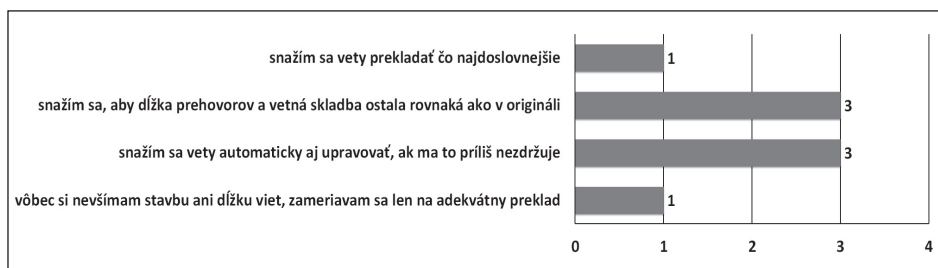 snažím sa vety prekladať čo najdoslovnejšie
1
snažím sa, aby dĺžka prehovorov a vetná skladba ostala rovnaká ako v origináli
3
snažím sa vety automaticky aj upravovať, ak ma to príliš nezdržuje
3
vôbec si nevšímam stavbu ani dĺžku viet, zameriavam sa len na adekvátny preklad
1
0 1 2 3 4